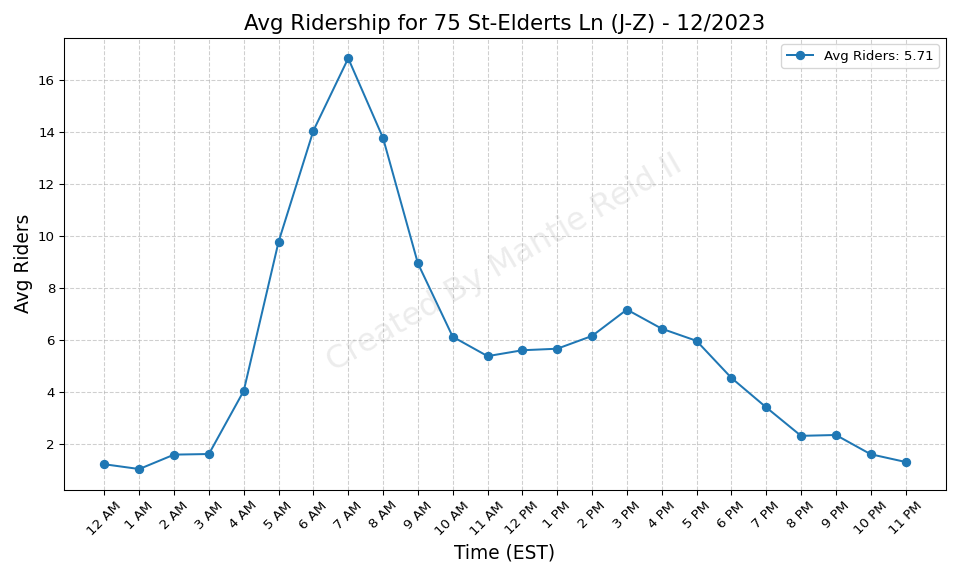 Avg Ridership for 75 St-Elderts Ln (J-Z) - 12/2023
Avg Riders: 5.71
Avg Riders
16
14
12
10
8
6
4
2
Created By Mantie Reid II
12 AM
1 AM
2 AM
3 AM
4 AM
5 AM
6 AM
7 AM
8 AM
9 AM
10 AM
11 AM
12 PM
1 PM
2 PM
3 PM
4 PM
5 PM
6 PM
7 PM
8 PM
9 PM
10 PM
11 PM
Time (EST)